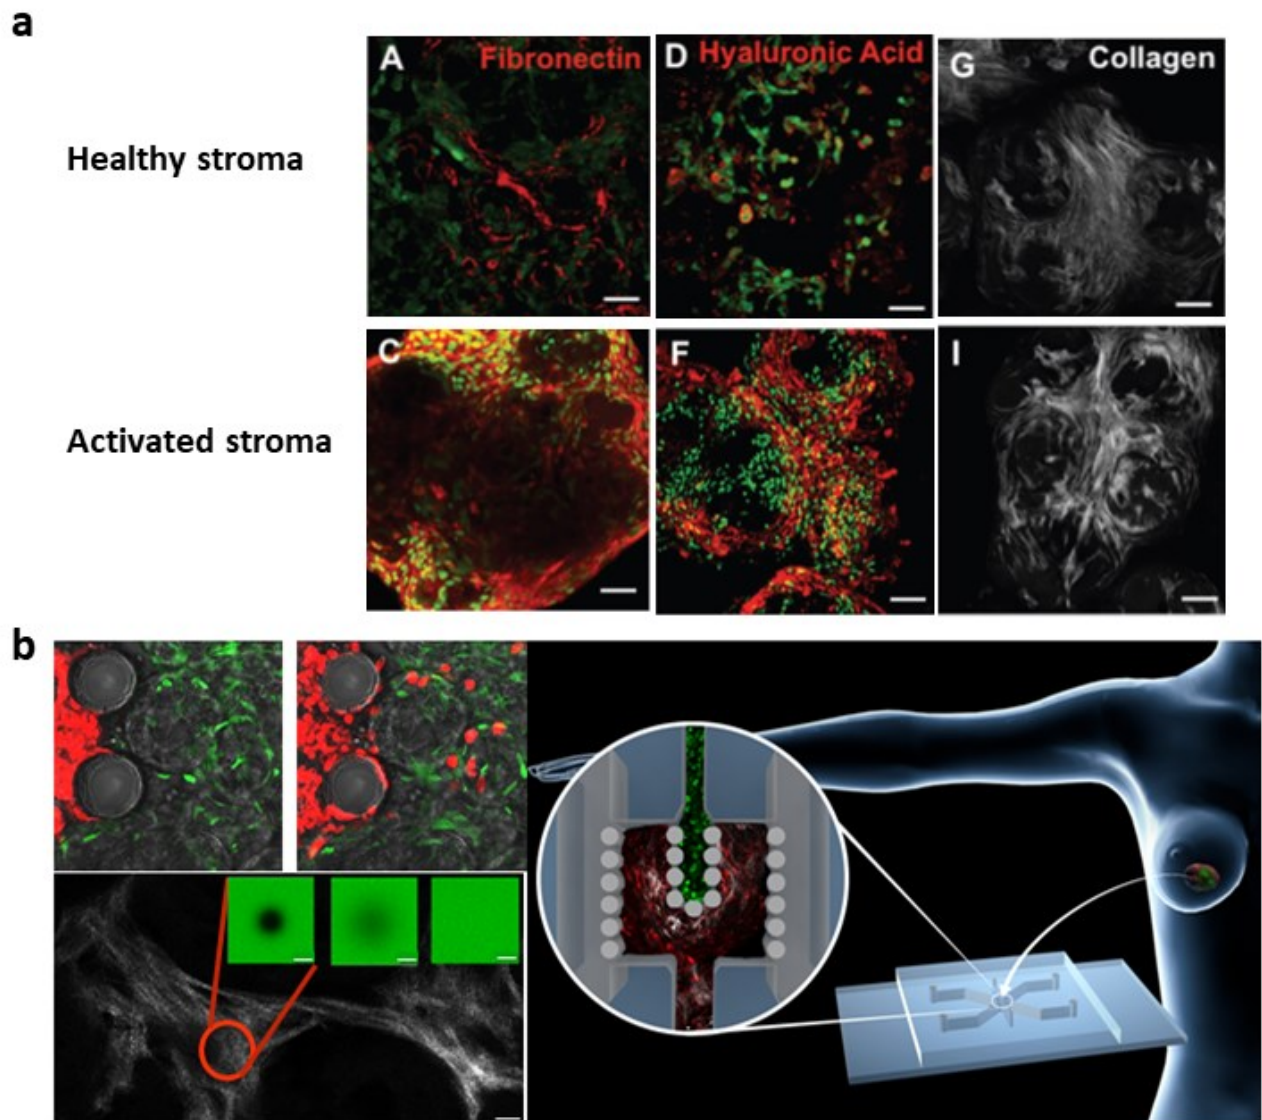 a
A Fibronectin
D Hyaluronic Acid
G Collagen
Healthy stroma
C
F
I
Activated stroma
b